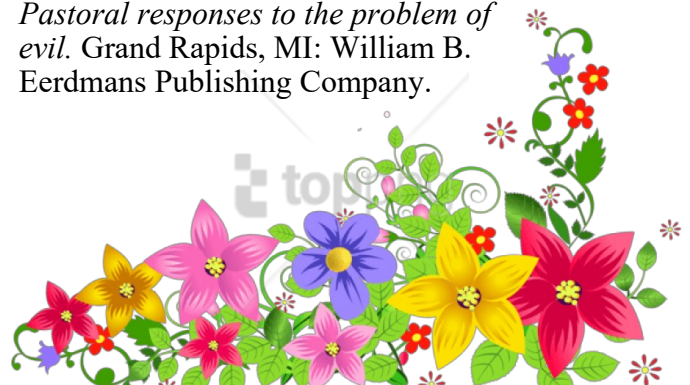 Pastoral responses to the problem of
evil. Grand Rapids, MI: William B.
Eerdmans Publishing Company.